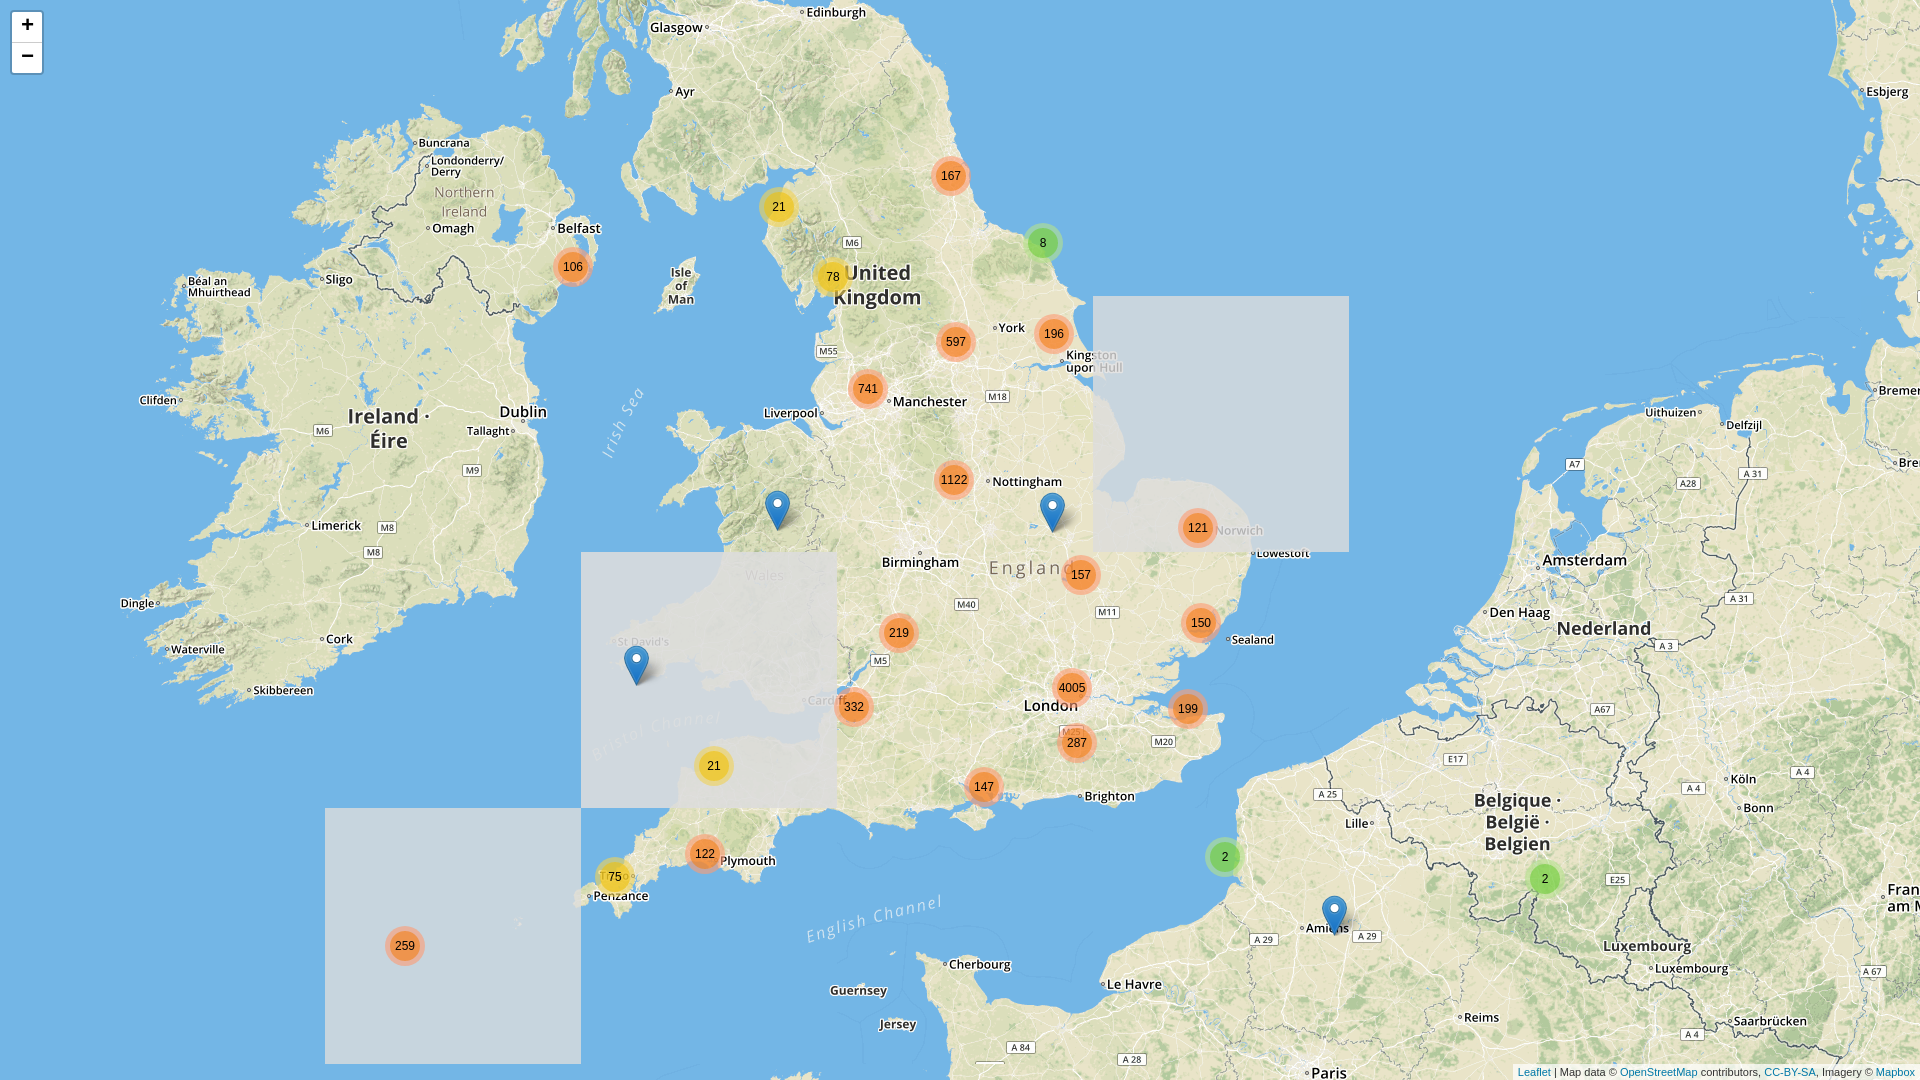 +
−
Edinburgh
Glasgow
Ayr
Esbjerg
Buncrana
Londonderry/
Derry
Northern
Ireland
Omagh
Belfast
167
21
8
M6
106
78
United
Kingdom
Isle
of
Man
Sligo
Béal an
Mhuirthead
York
196
597
M55
Kingston
upon Hull
741
Manchester
M18
Liverpool
Clifden
Ireland ·
Éire
Dublin
Tallaght
M6
M9
Irish Sea
Bremer
Uithuizen
Delfzijl
A7
A 31
A28
Bre
1122
Nottingham
Limerick
M8
M8
121
Norwich
Lowestoft
Birmingham
England
157
Wales
Amsterdam
Dingle
M40
M11
A 31
Den Haag
Nederland
Cork
Waterville
Skibbereen
St David's
219
150
Sealand
M5
A 3
4005
London
Cardiff
332
199
A67
Bristol Channel
M25
287
M20
E17
21
147
Brighton
A 25
Köln
A 4
A 4
Bonn
Belgique ·
België ·
Belgien
Lille
122
Plymouth
2
75
Penzance
2
E25
Fran
am M
English Channel
259
Amiens
A 29
A 29
Luxembourg
Luxembourg
A 67
Cherbourg
Le Havre
Guernsey
Jersey
Reims
Saarbrücken
A 4
A 84
A 28
Paris
Leaflet | Map data © OpenStreetMap contributors, CC-BY-SA, Imagery © Mapbox